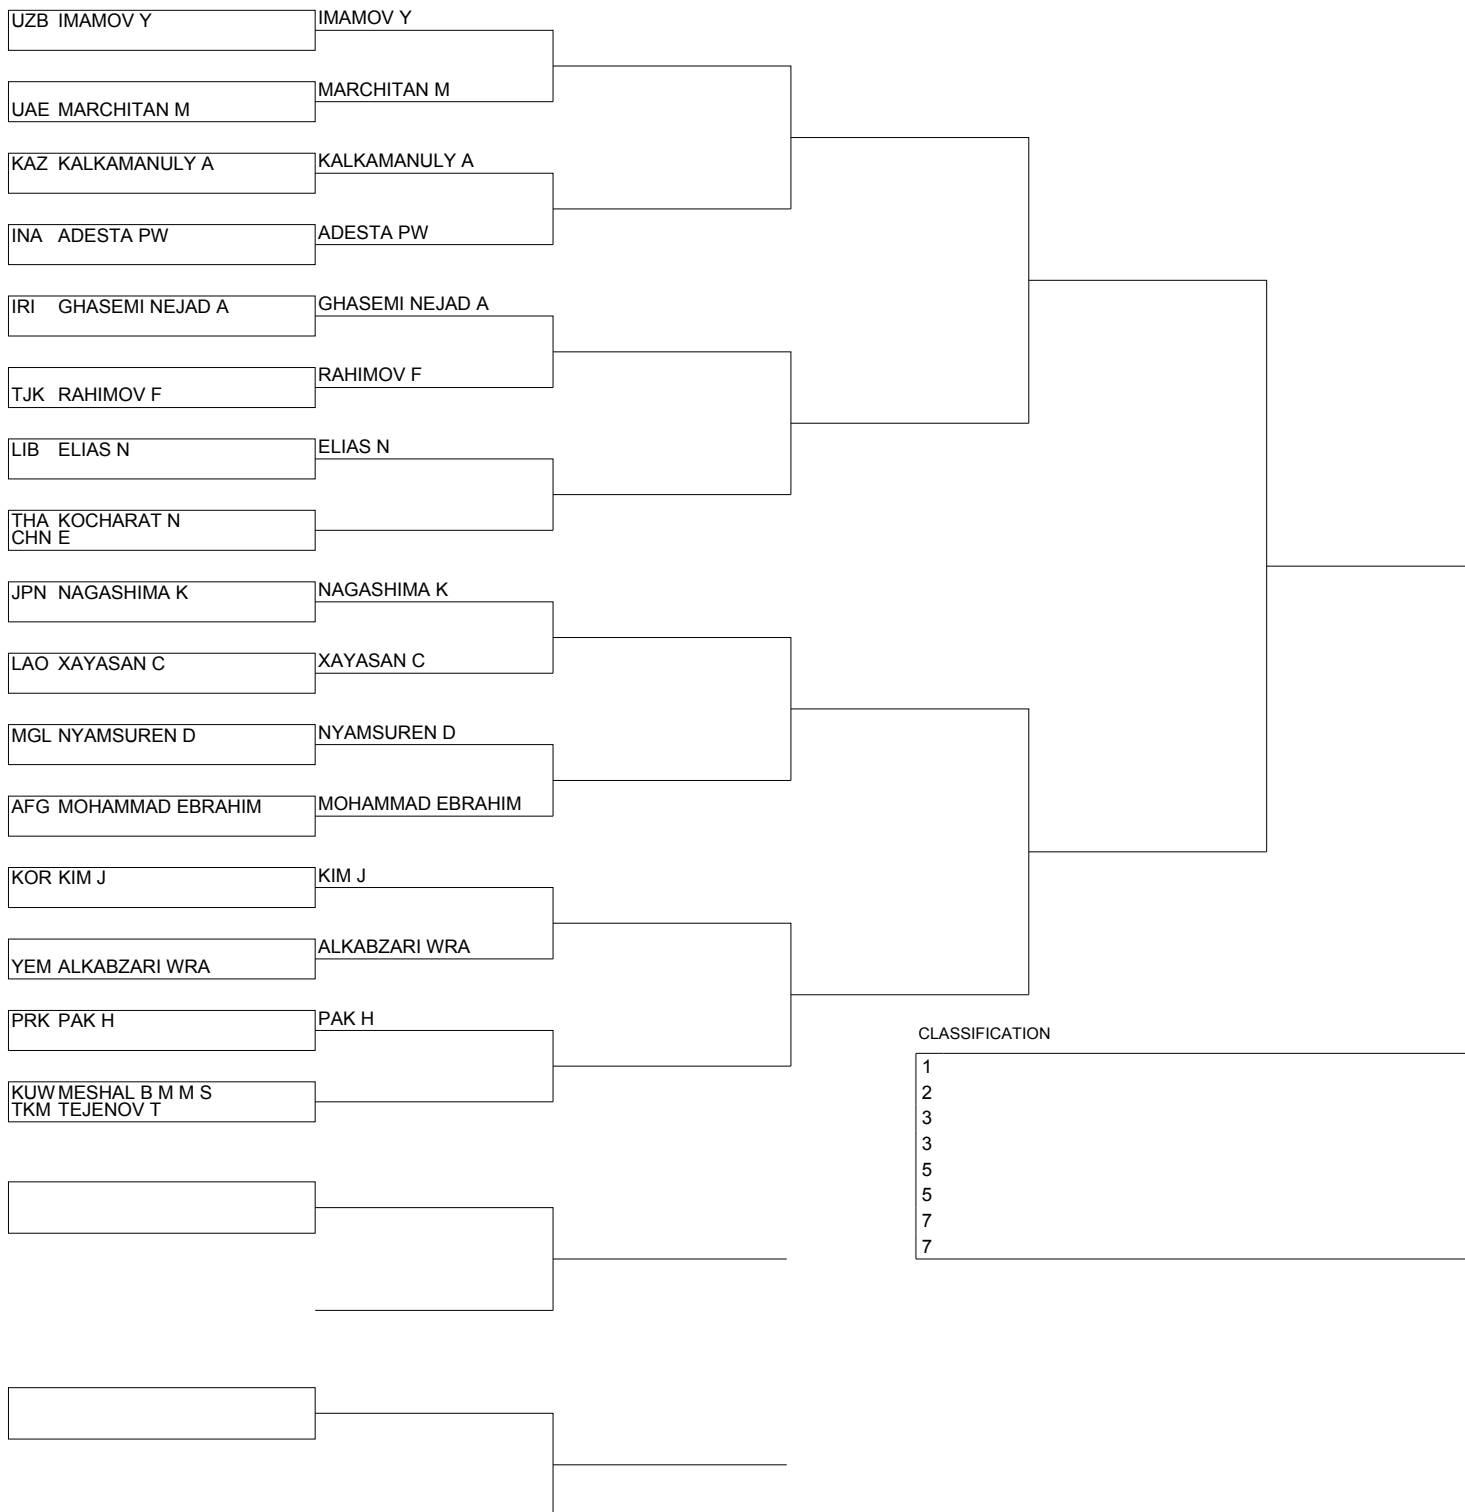 UZB IMAMOV Y
IMAMOV Y
UAE MARCHITAN M
MARCHITAN M
KAZ KALKAMANULY A
KALKAMANULY A
INA ADESTA PW
ADESTA PW
IRI GHASEMI NEJAD A
GHASEMI NEJAD A
TJK RAHIMOV F
RAHIMOV F
LIB ELIAS N
ELIAS N
THA KOCHARAT N
CHN E
JPN NAGASHIMA K
NAGASHIMA K
LAO XAYASAN C
XAYASAN C
MGL NYAMSUREN D
NYAMSUREN D
AFG MOHAMMAD EBRAHIM
MOHAMMAD EBRAHIM
KOR KIM J
KIM J
YEM ALKABZARI WRA
ALKABZARI WRA
PRK PAK H
PAK H
KUW MESHAL B M M S
TKM TEJENOV T
CLASSIFICATION
1
2
3
3
5
5
7
7